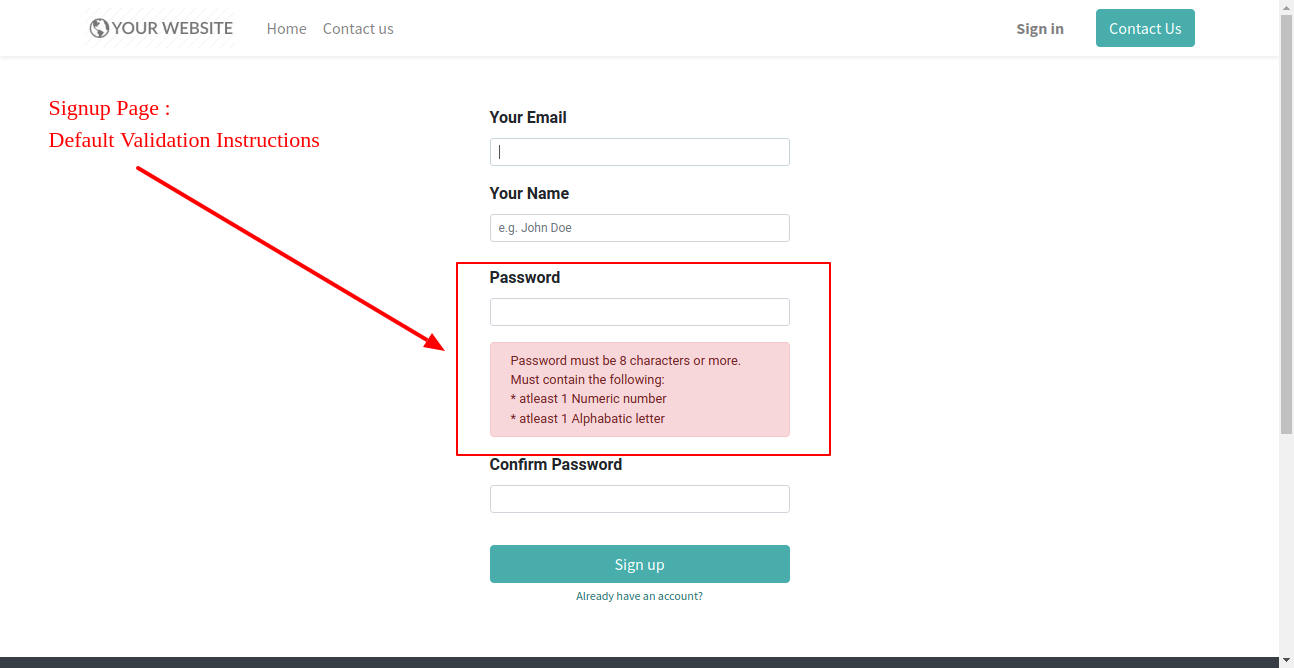 YOUR WEBSITE Home Contact us Sign in Contact Us
Signup Page :
Default Validation Instructions
Your Email
Your Name
e.g. John Doe
Password
Password must be 8 characters or more.
Must contain the following:
* atleast 1 Numeric number
* atleast 1 Alphabatic letter
Confirm Password
Sign up
Already have an account?